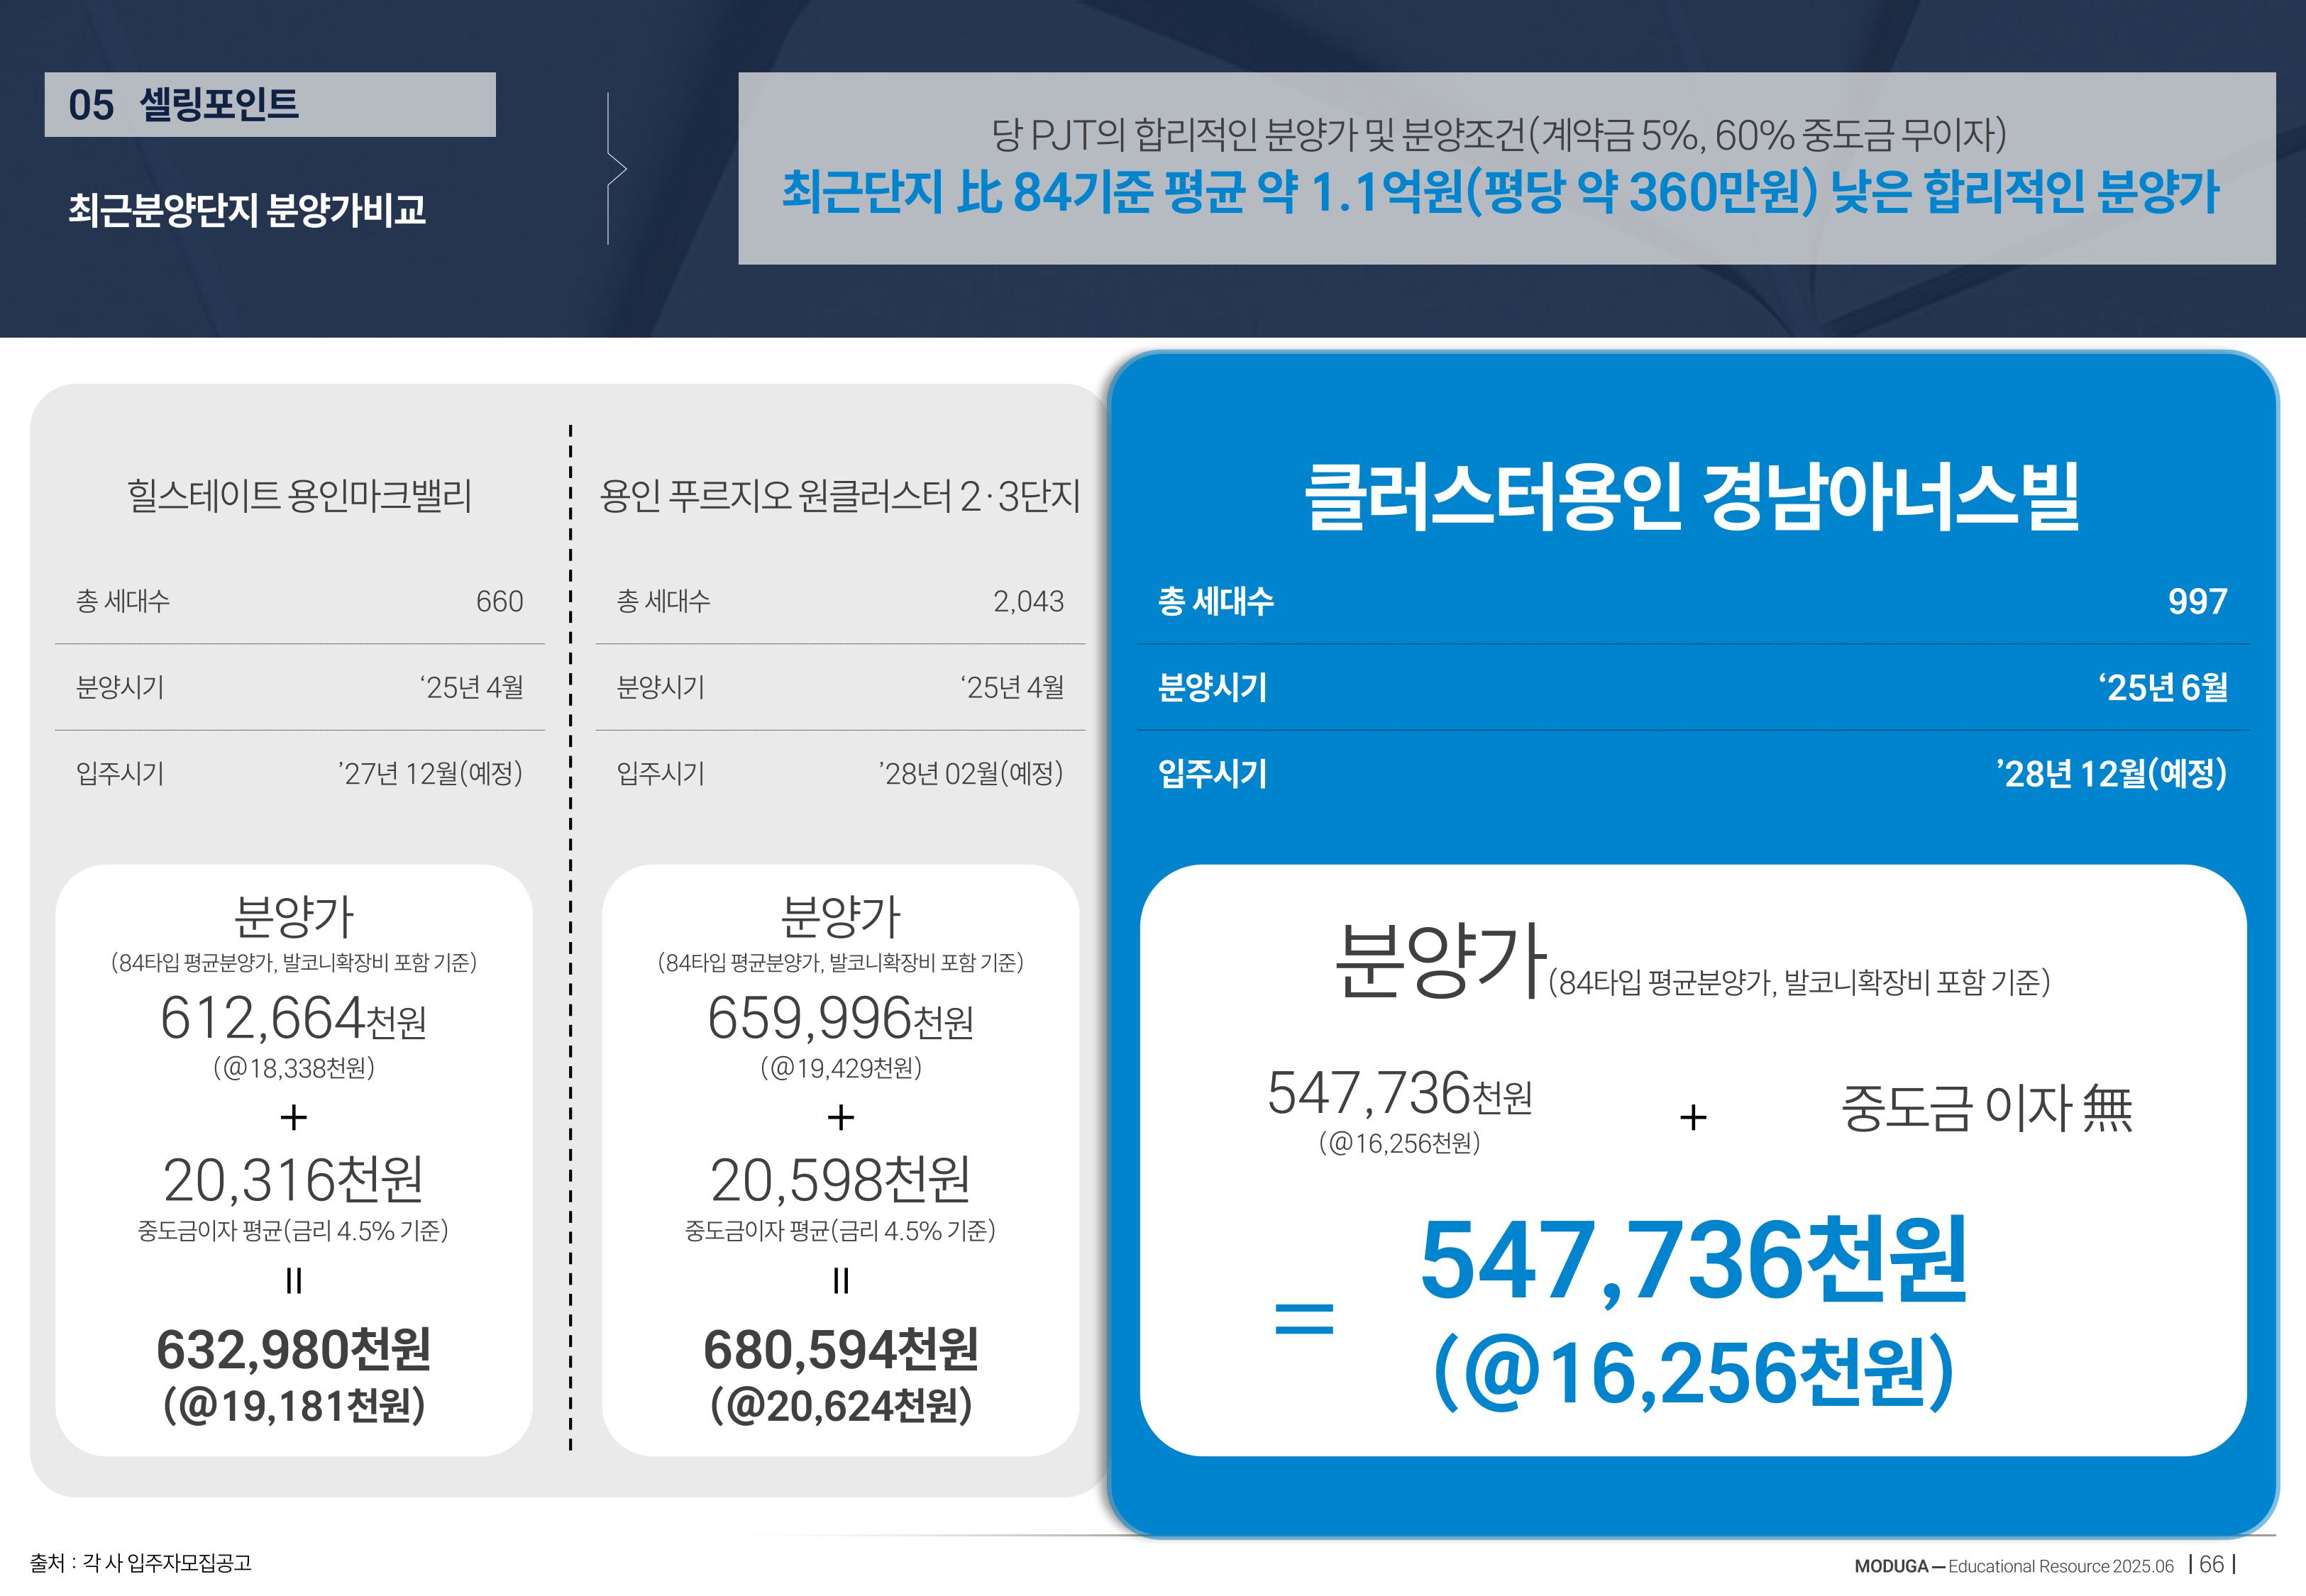 05 셀링포인트
최근분양단지 분양가비교
당 PJT의 합리적인 분양가 및 분양조건(계약금 5%, 60% 중도금 무이자)
최근단지 比 84기준 평균 약 1.1억원(평당 약 360만원) 낮은 합리적인 분양가
힐스테이트 용인마크밸리
총 세대수 660
분양시기 ‘25년 4월
입주시기 ’27년 12월(예정)
분양가
(84타입 평균분양가, 발코니확장비 포함 기준)
612,664천원
(@18,338천원)
+
20,316천원
중도금이자 평균(금리 4.5% 기준)
=
632,980천원
(@19,181천원)
용인 푸르지오 원클러스터 2·3단지
총 세대수 2,043
분양시기 ‘25년 4월
입주시기 ’28년 02월(예정)
분양가
(84타입 평균분양가, 발코니확장비 포함 기준)
659,996천원
(@19,429천원)
+
20,598천원
중도금이자 평균(금리 4.5% 기준)
=
680,594천원
(@20,624천원)
클러스터용인 경남아너스빌
총 세대수 997
분양시기 ‘25년 6월
입주시기 ’28년 12월(예정)
분양가(84타입 평균분양가, 발코니확장비 포함 기준)
547,736천원 + 중도금 이자 無
(@16,256천원)
= 547,736천원
(@16,256천원)
출처 : 각 사 입주자모집공고
MODUGA — Educational Resource 2025.06 | 66 |